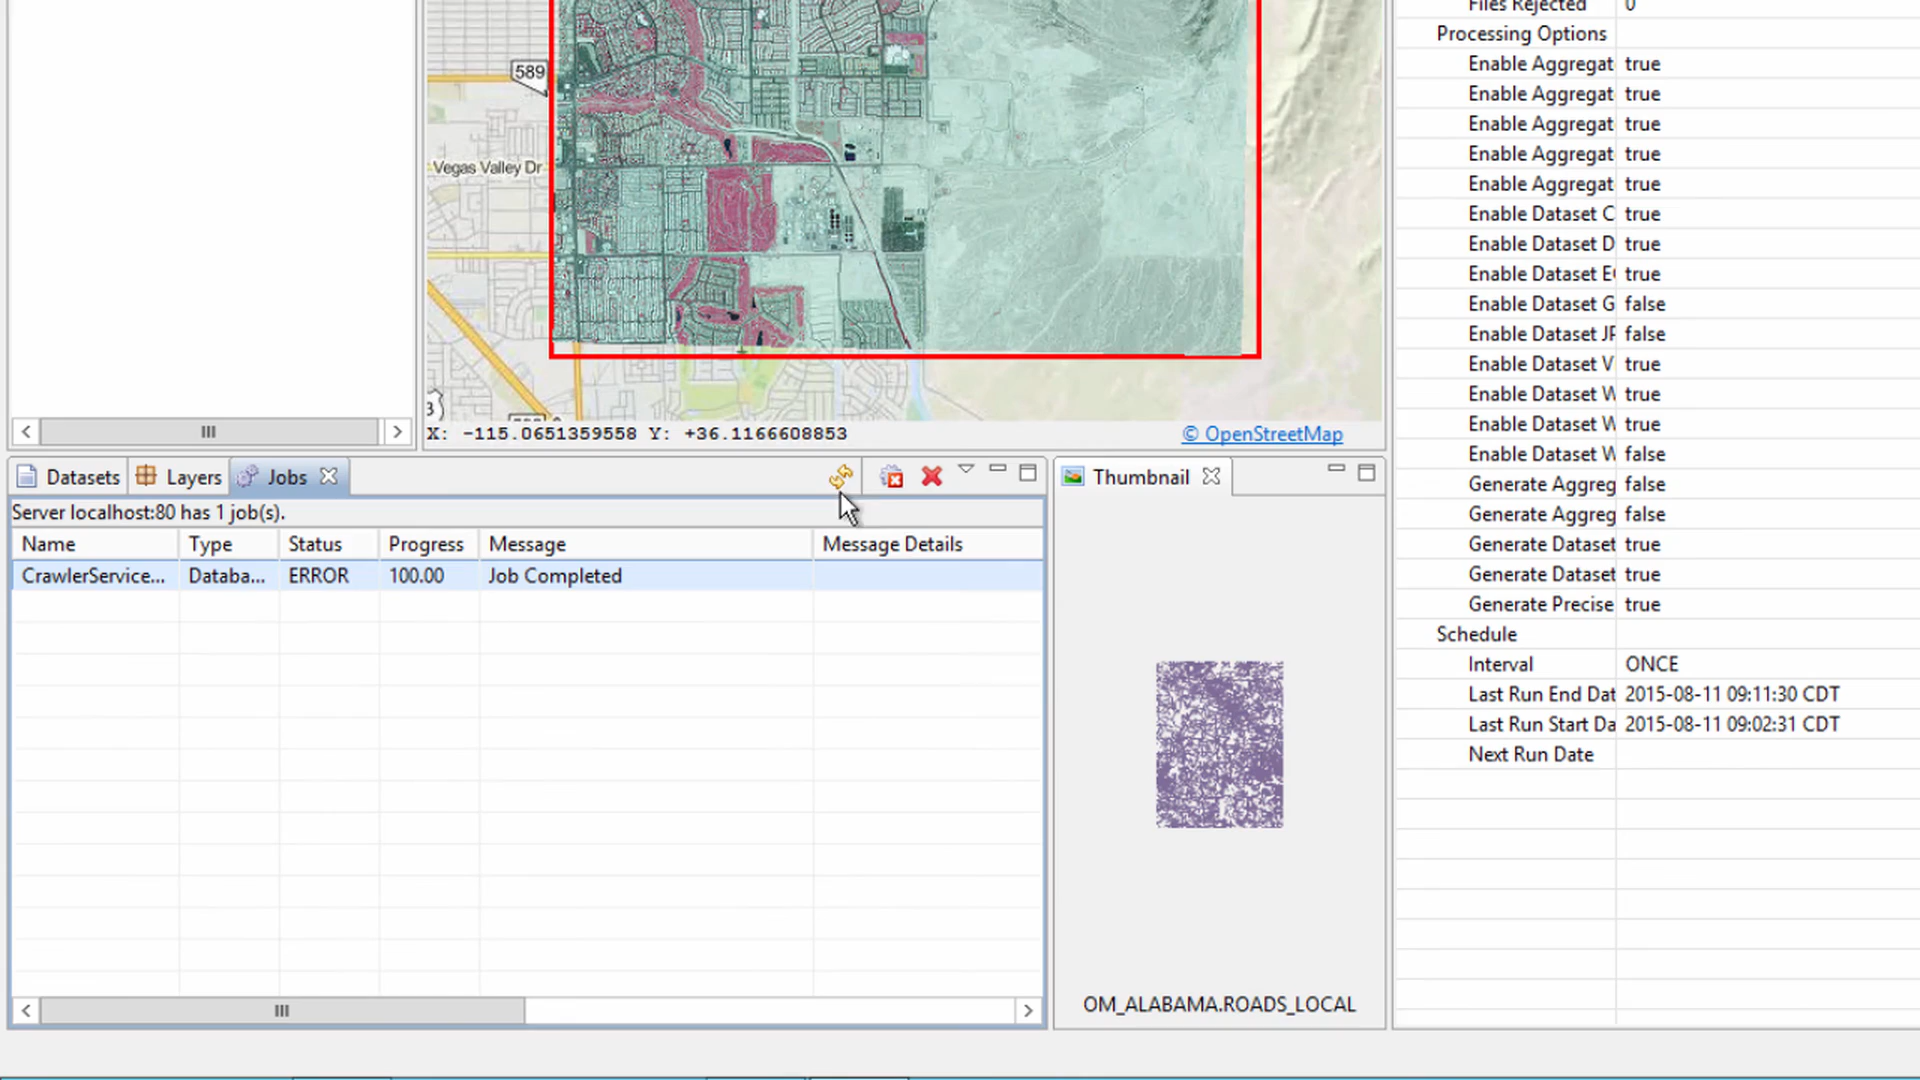 589
Vegas Valley Dr
X: -115.0651359558 Y: +36.1166608853
© OpenStreetMap
Datasets
Layers
Jobs
Server localhost:80 has 1 job(s).
Name Type Status Progress Message Message Details
CrawlerService... Databa... ERROR 100.00 Job Completed
Thumbnail
OM_ALABAMA.ROADS_LOCAL
Files Rejected 0
Processing Options
Enable Aggregat true
Enable Aggregat true
Enable Aggregat true
Enable Aggregat true
Enable Aggregat true
Enable Dataset C true
Enable Dataset D true
Enable Dataset E true
Enable Dataset G false
Enable Dataset JP false
Enable Dataset V true
Enable Dataset W true
Enable Dataset W true
Enable Dataset W false
Generate Aggreg false
Generate Aggreg false
Generate Dataset true
Generate Dataset true
Generate Precise true
Schedule
Interval ONCE
Last Run End Dat 2015-08-11 09:11:30 CDT
Last Run Start Da 2015-08-11 09:02:31 CDT
Next Run Date